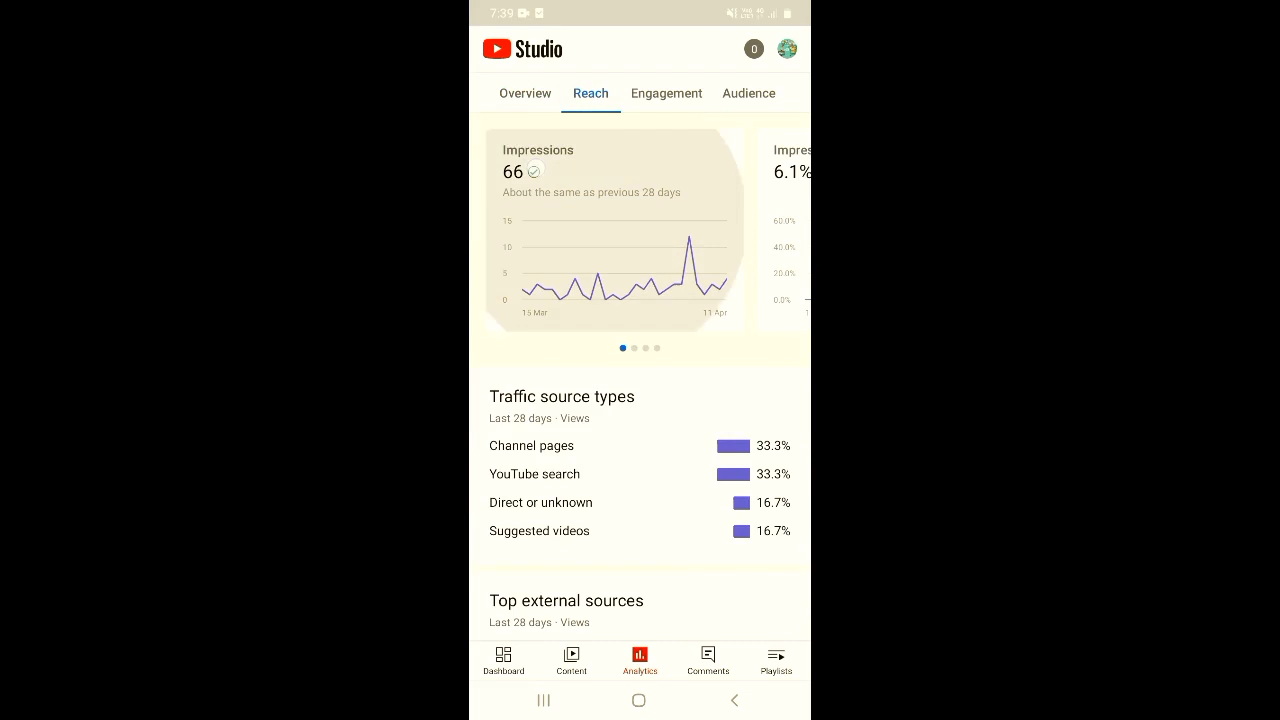 7:39
Studio
0
Overview
Reach
Engagement
Audience
Impressions
66
About the same as previous 28 days
15
10
5
0
15 Mar
11 Apr
Impres
6.1%
60.0%
40.0%
20.0%
0.0%
1
Traffic source types
Last 28 days · Views
Channel pages 33.3%
YouTube search 33.3%
Direct or unknown 16.7%
Suggested videos 16.7%
Top external sources
Last 28 days · Views
Dashboard
Content
Analytics
Comments
Playlists